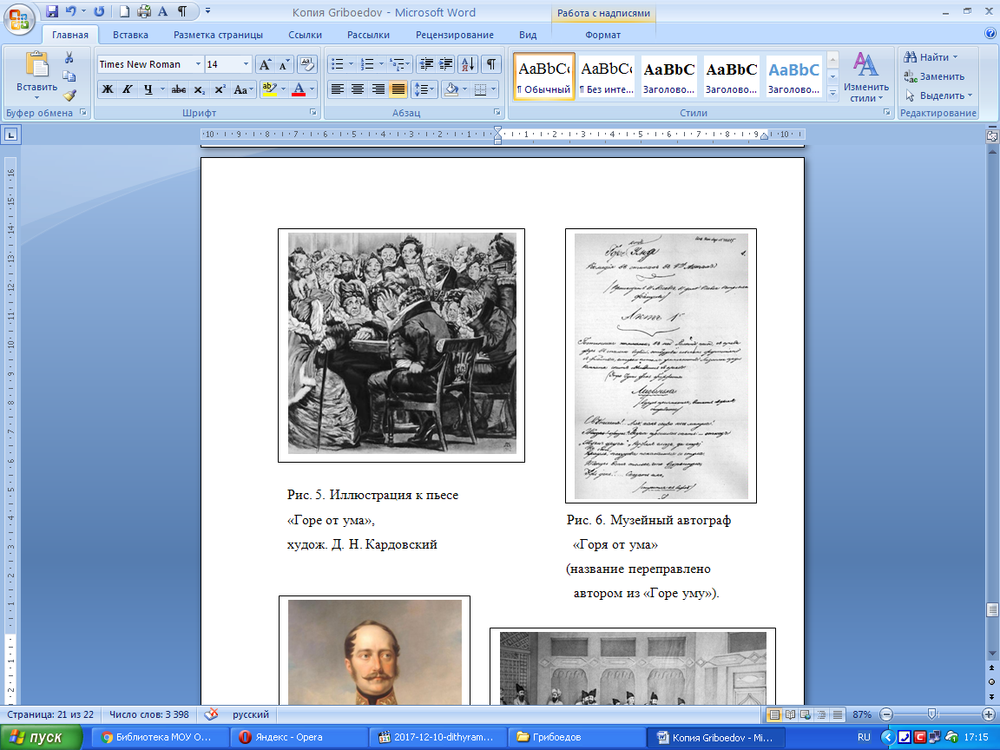 Копия Griboedov - Microsoft Word
Работа с надписями
Главная
Вставка
Разметка страницы
Ссылки
Рассылки
Рецензирование
Вид
Формат
Вставить
Буфер обмена
Times New Roman
14
Шрифт
Абзац
AaBbCc
AaBbCc
AaBbC
AaBbC
AaBbC
¶ Обычный
¶ Без инте...
Заголово...
Заголово...
Заголово...
Изменить
стили
Стили
Найти
Заменить
Выделить
Редактирование
Рис. 5. Иллюстрация к пьесе
«Горе от ума»,
худож. Д. Н. Кардовский
Актъ 1
Рис. 6. Музейный автограф
«Горя от ума»
(название переправлено
автором из «Горе уму»).
Страница: 21 из 22
Число слов: 3 398
русский
87%
пуск
Библиотека МОУ О...
Яндекс - Opera
2017-12-10-dithyram...
Грибоедов
Копия Griboedov - Mi...
RU
17:15